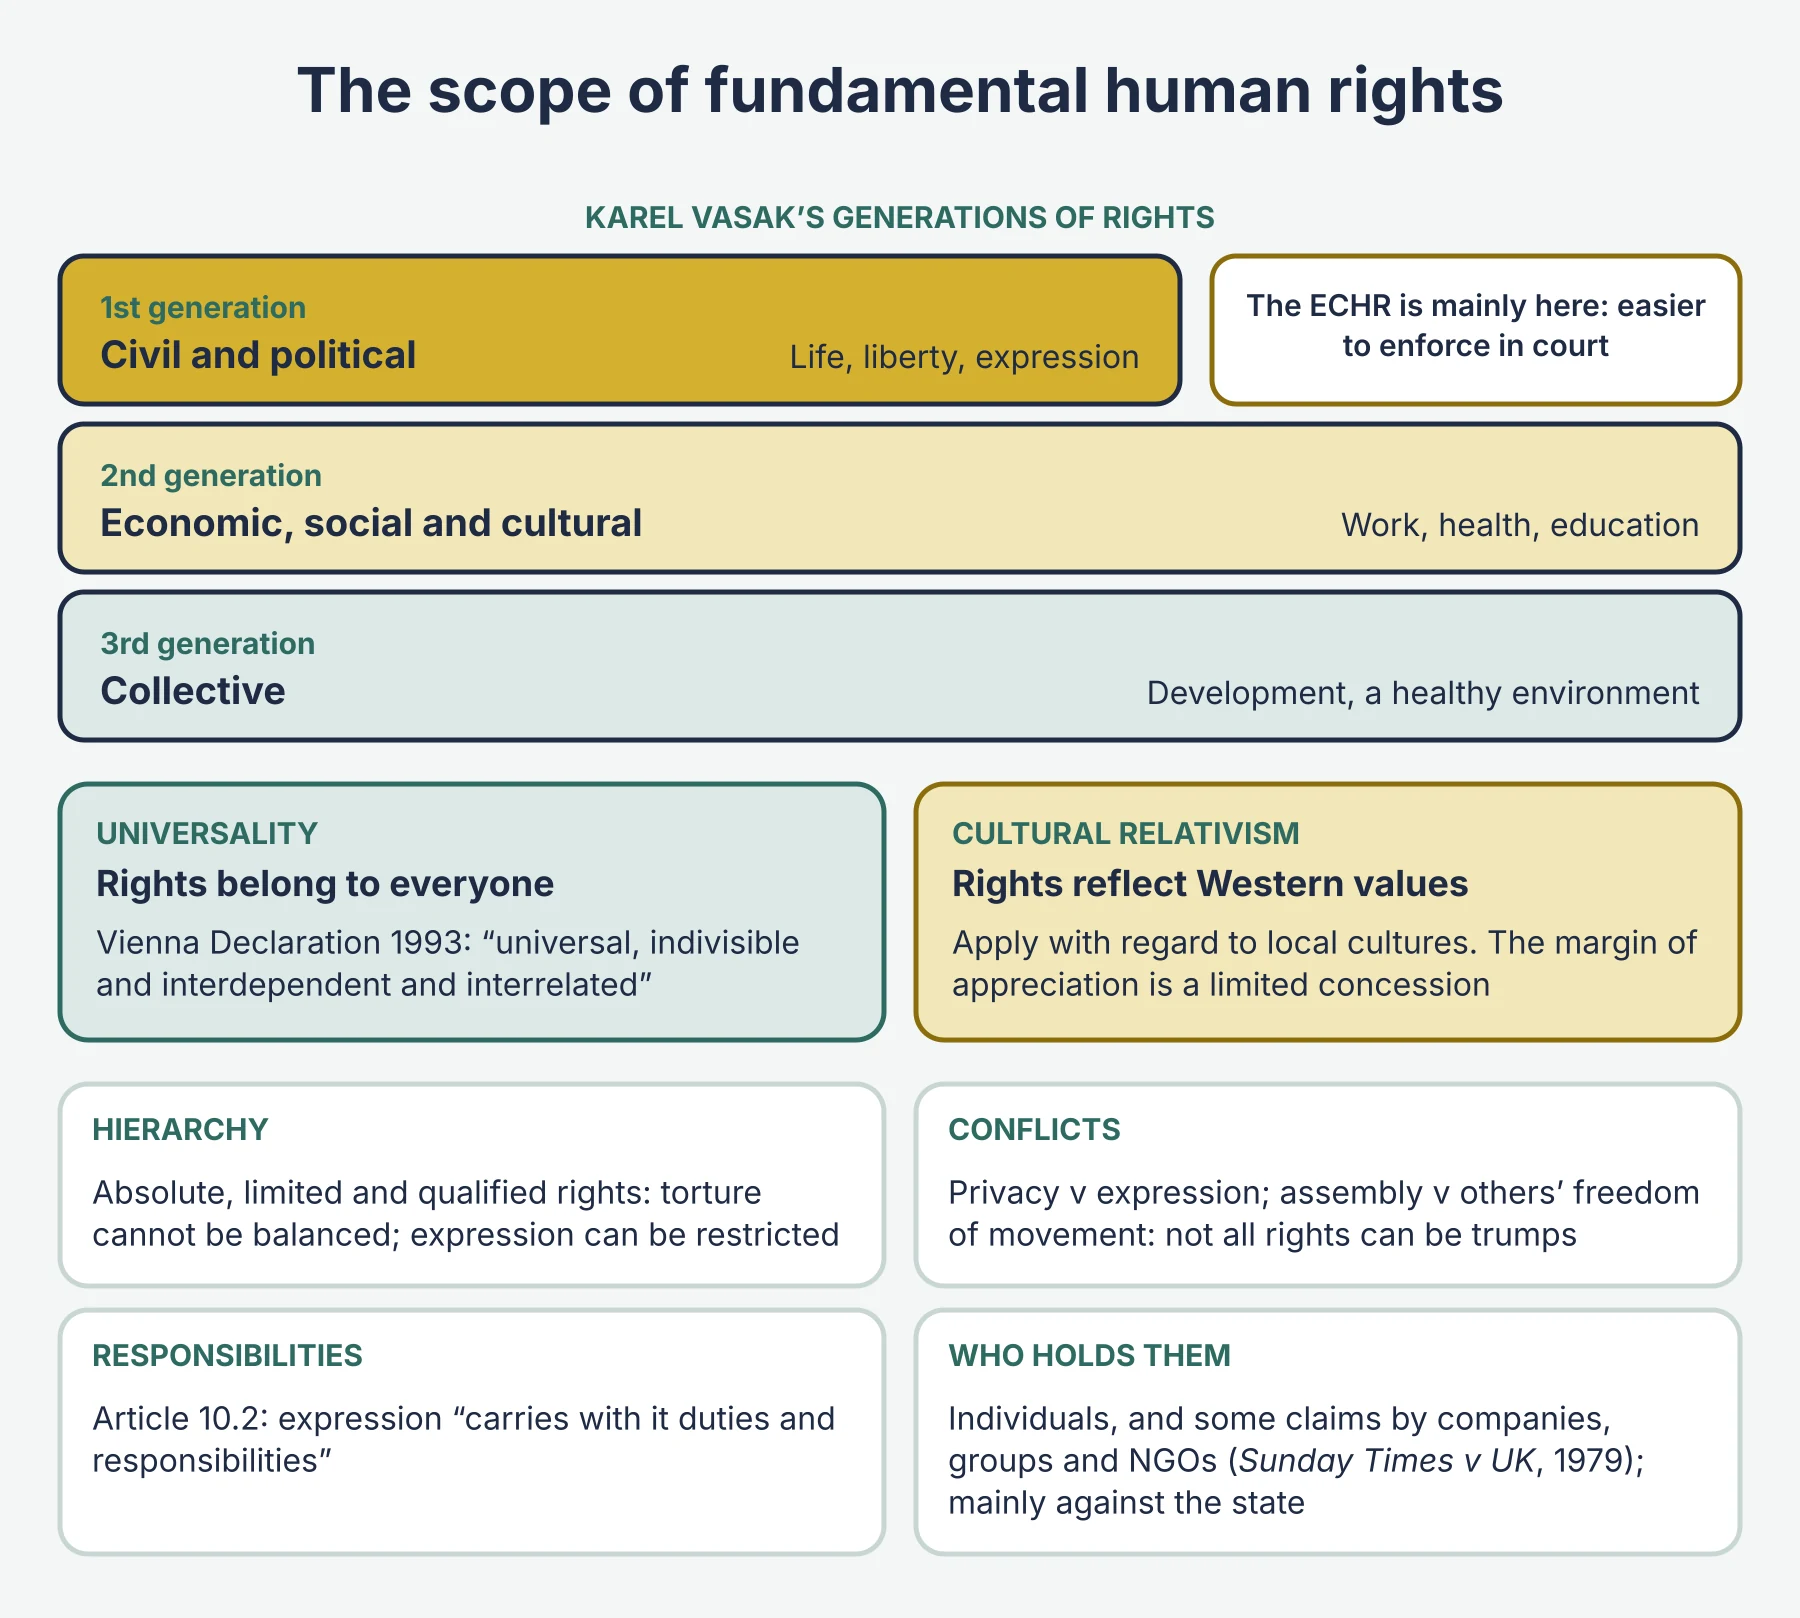 The scope of fundamental human rights
KAREL VASAK’S GENERATIONS OF RIGHTS
1st generation
Civil and political
Life, liberty, expression
The ECHR is mainly here: easier
to enforce in court
2nd generation
Economic, social and cultural
Work, health, education
3rd generation
Collective
Development, a healthy environment
UNIVERSALITY
Rights belong to everyone
Vienna Declaration 1993: “universal, indivisible
and interdependent and interrelated”
CULTURAL RELATIVISM
Rights reflect Western values
Apply with regard to local cultures. The margin of
appreciation is a limited concession
HIERARCHY
Absolute, limited and qualified rights: torture
cannot be balanced; expression can be restricted
CONFLICTS
Privacy v expression; assembly v others’ freedom
of movement: not all rights can be trumps
RESPONSIBILITIES
Article 10.2: expression “carries with it duties and
responsibilities”
WHO HOLDS THEM
Individuals, and some claims by companies,
groups and NGOs (Sunday Times v UK, 1979);
mainly against the state